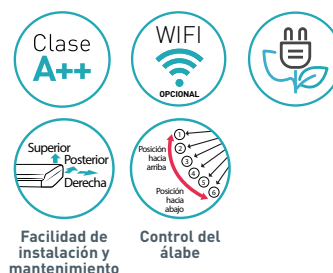 Clase
A++
WIFI
OPCIONAL
Superior
Posterior
Derecha
Posición
hacia
arriba
1
2
3
4
5
6
Posición
hacia
abajo
Facilidad de
instalación y
mantenimiento
Control del
álabe